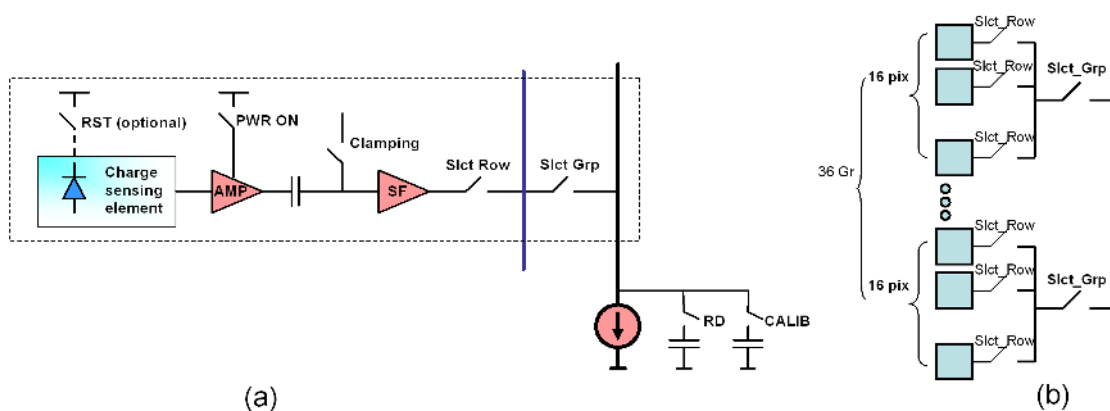 RST (optional)
PWR ON
Clamping
Charge
sensing
element
AMP
SF
Slct Row
Slct Grp
RD
CALIB
(a)
36 Gr
16 pix
Slct_Row
Slct_Row
Slct_Row
Slct_Grp
16 pix
Slct_Row
Slct_Row
Slct_Row
Slct_Grp
(b)